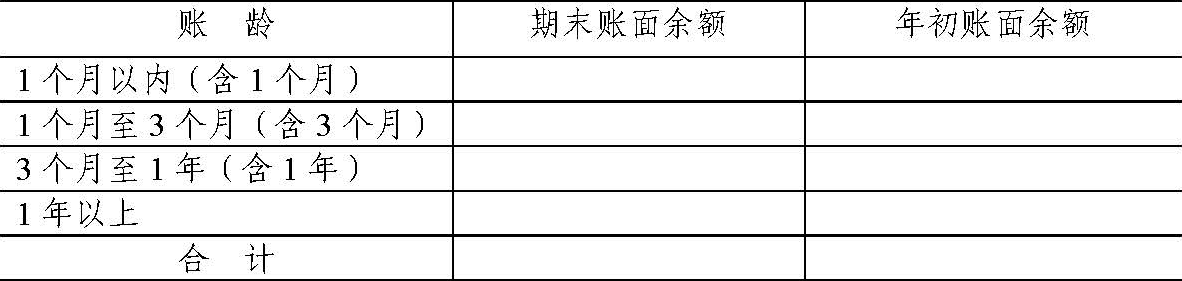 账 龄 期末账面余额 年初账面余额
1个月以内（含1个月）
1个月至3个月（含3个月）
3个月至1年（含1年）
1年以上
合 计